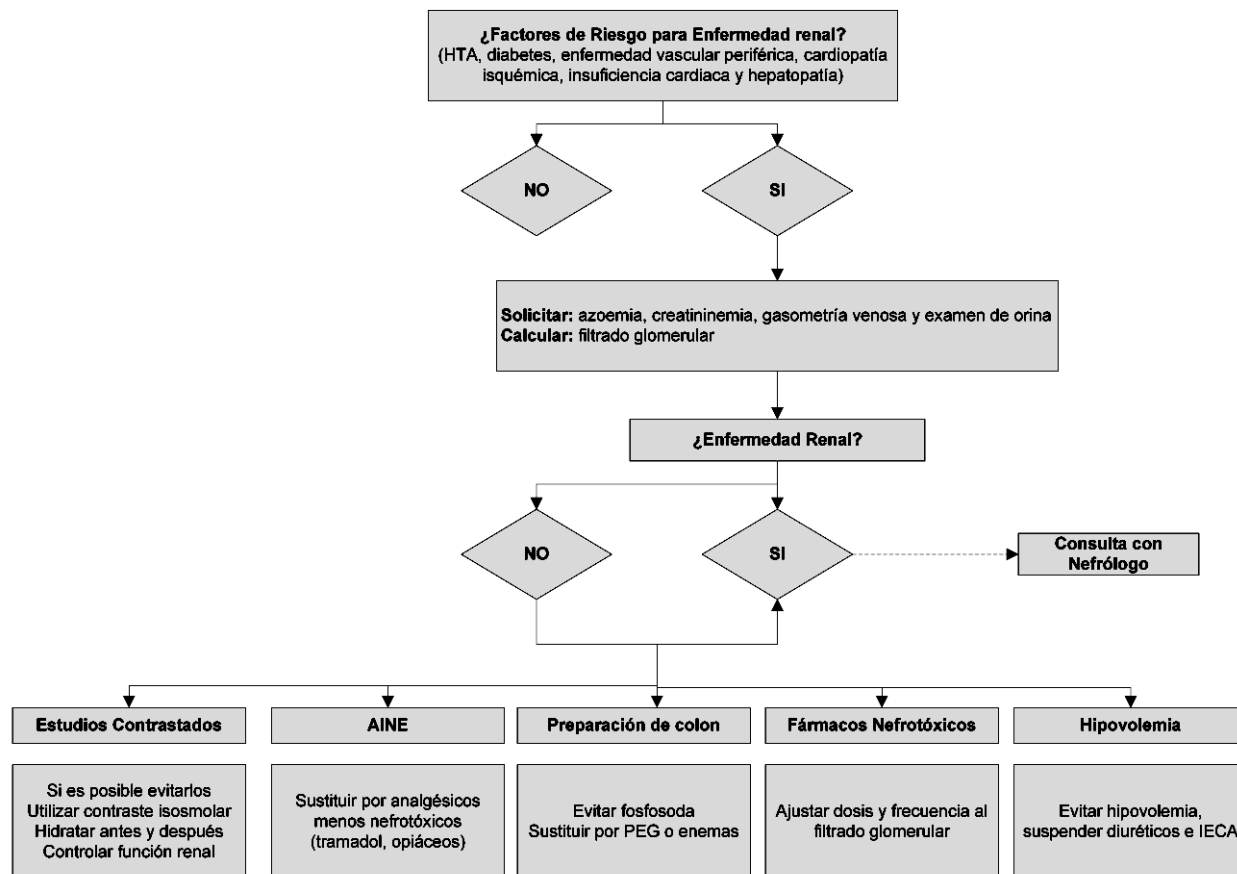 ¿Factores de Riesgo para Enfermedad renal?
(HTA, diabetes, enfermedad vascular periférica, cardiopatía
isquémica, insuficiencia cardiaca y hepatopatía)
NO
SI
Solicitar: azoemia, creatininemia, gasometría venosa y examen de orina
Calcular: filtrado glomerular
¿Enfermedad Renal?
NO
SI
Consulta con
Nefrólogo
Estudios Contrastados
AINE
Preparación de colon
Fármacos Nefrotóxicos
Hipovolemia
Si es posible evitarlos
Utilizar contraste isosmolar
Hidratar antes y después
Controlar función renal
Sustituir por analgésicos
menos nefrotóxicos
(tramadol, opiáceos)
Evitar fosfosoda
Sustituir por PEG o enemas
Ajustar dosis y frecuencia al
filtrado glomerular
Evitar hipovolemia,
suspender diuréticos e IECA